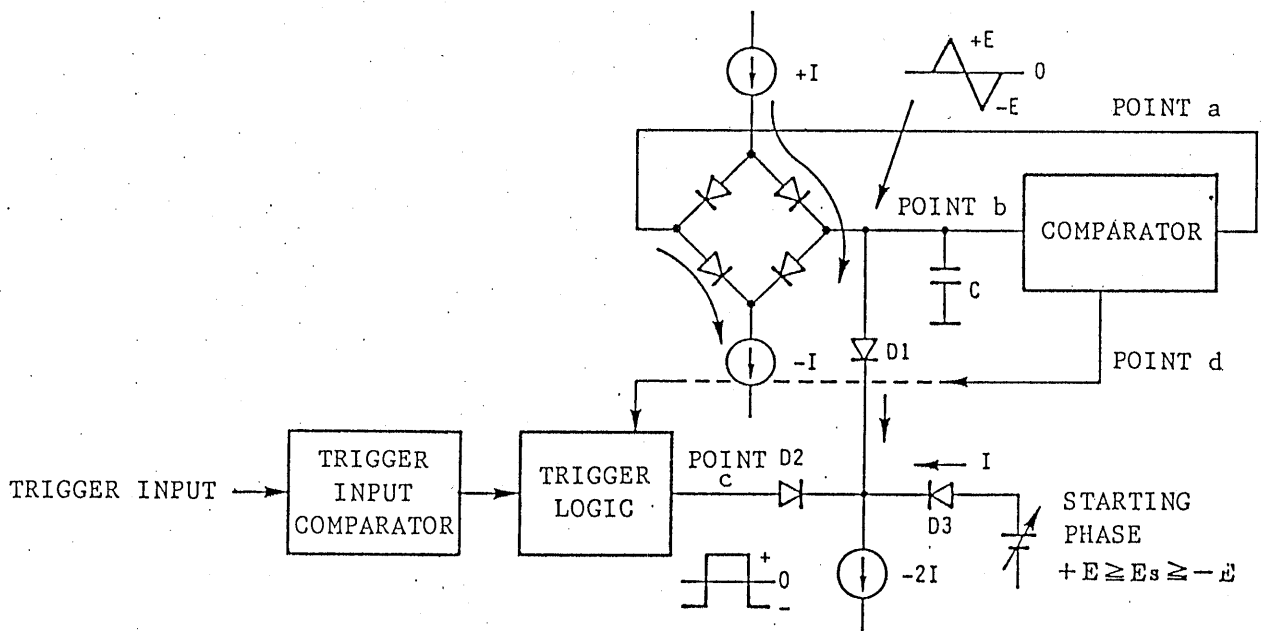 +I
+E
0
-E
POINT a
POINT b
COMPARATOR
C
D1
-I
POINT d
TRIGGER INPUT
TRIGGER
INPUT
COMPARATOR
TRIGGER
LOGIC
POINT
c
D2
I
D3
STARTING
PHASE
+E≧Es≧-E
+
0
-
-2I